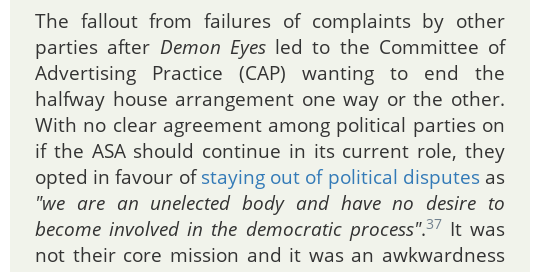 The fallout from failures of complaints by other
parties after Demon Eyes led to the Committee of
Advertising Practice (CAP) wanting to end the
halfway house arrangement one way or the other.
With no clear agreement among political parties on
if the ASA should continue in its current role, they
opted in favour of staying out of political disputes as
"we are an unelected body and have no desire to
become involved in the democratic process".37 It was
not their core mission and it was an awkwardness